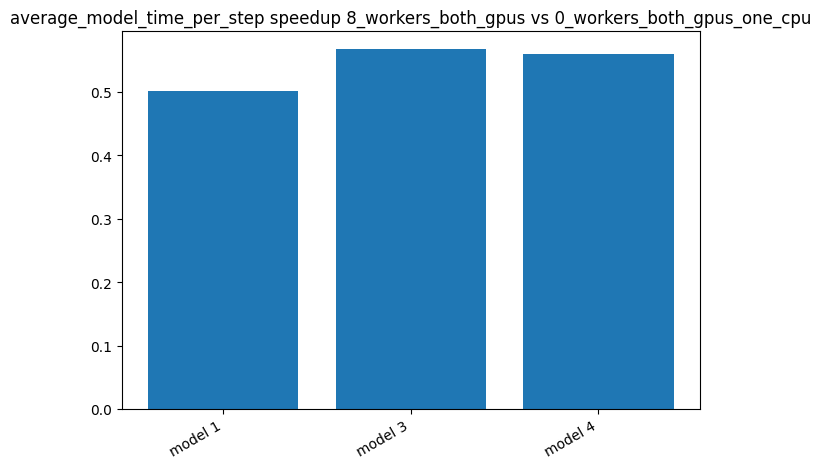 average_model_time_per_step speedup 8_workers_both_gpus vs 0_workers_both_gpus_one_cpu
0.5
0.4
0.3
0.2
0.1
0.0
model 1
model 3
model 4